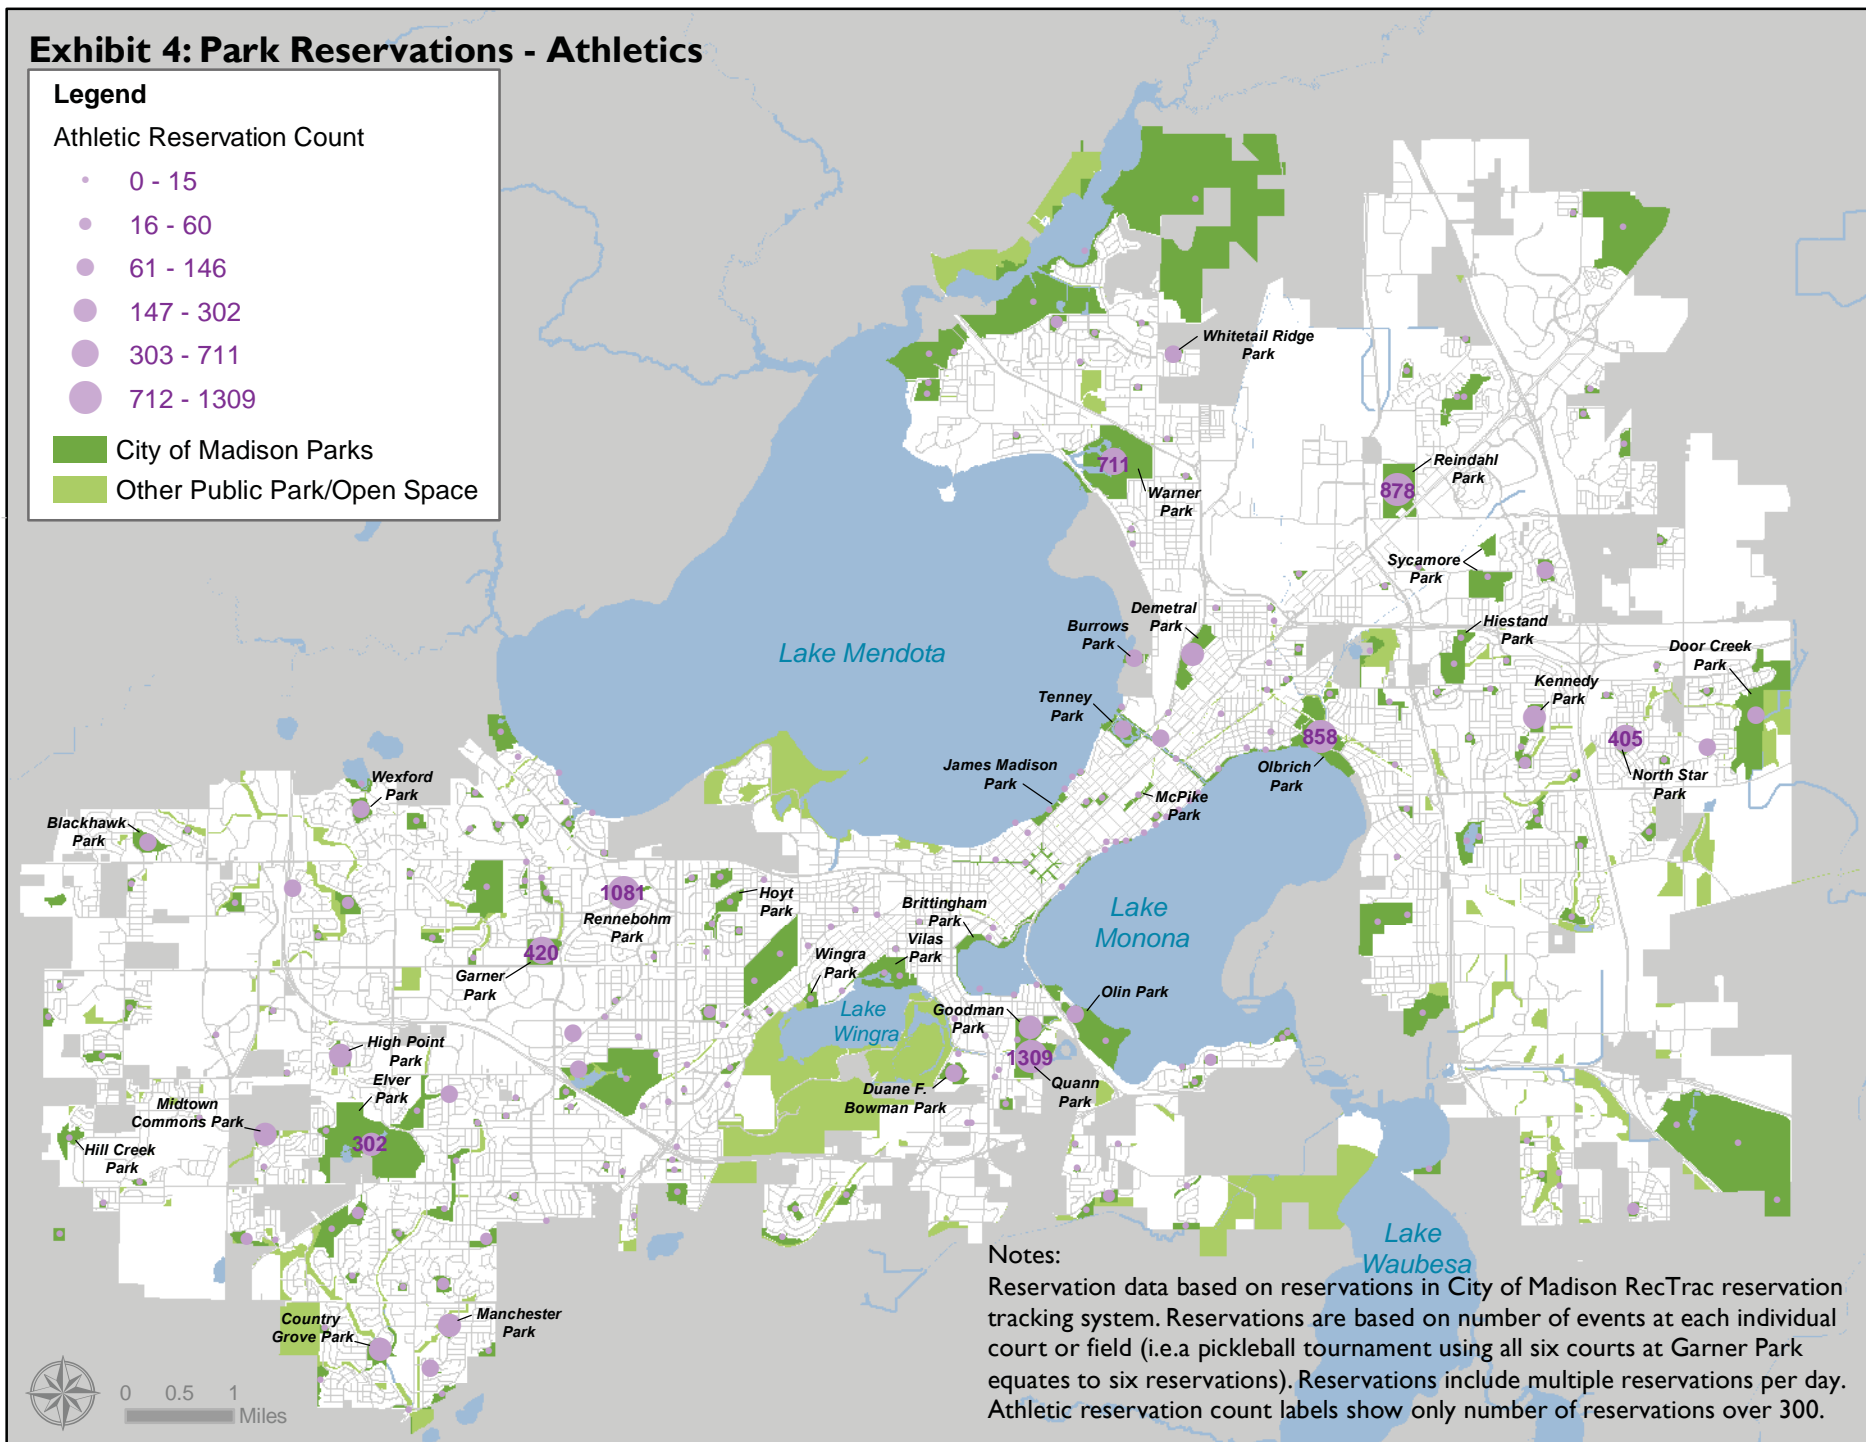 Exhibit 4: Park Reservations - Athletics
Legend
Athletic Reservation Count
0 - 15
16 - 60
61 - 146
147 - 302
303 - 711
712 - 1309
City of Madison Parks
Other Public Park/Open Space
Whitetail Ridge
Park
711
Warner
Park
Reindahl
Park
878
Sycamore
Park
Demetral
Park
Burrows
Park
Hiestand
Park
Door Creek
Park
Kennedy
Park
Lake Mendota
Tenney
Park
858
Olbrich
Park
405
North Star
Park
James Madison
Park
McPike
Park
Wexford
Park
Blackhawk
Park
1081
Rennebohm
Park
Hoyt
Park
Brittingham
Park
Vilas
Park
Wingra
Park
Lake
Monona
420
Garner
Park
Lake
Wingra
Goodman
Park
Olin Park
1309
Quann
Park
Duane F.
Bowman Park
High Point
Park
Elver
Park
Midtown
Commons Park
302
Hill Creek
Park
Country
Grove Park
Manchester
Park
Lake
Waubesa
0 0.5 1
Miles
Notes:
Reservation data based on reservations in City of Madison RecTrac reservation
tracking system. Reservations are based on number of events at each individual
court or field (i.e.a pickleball tournament using all six courts at Garner Park
equates to six reservations). Reservations include multiple reservations per day.
Athletic reservation count labels show only number of reservations over 300.